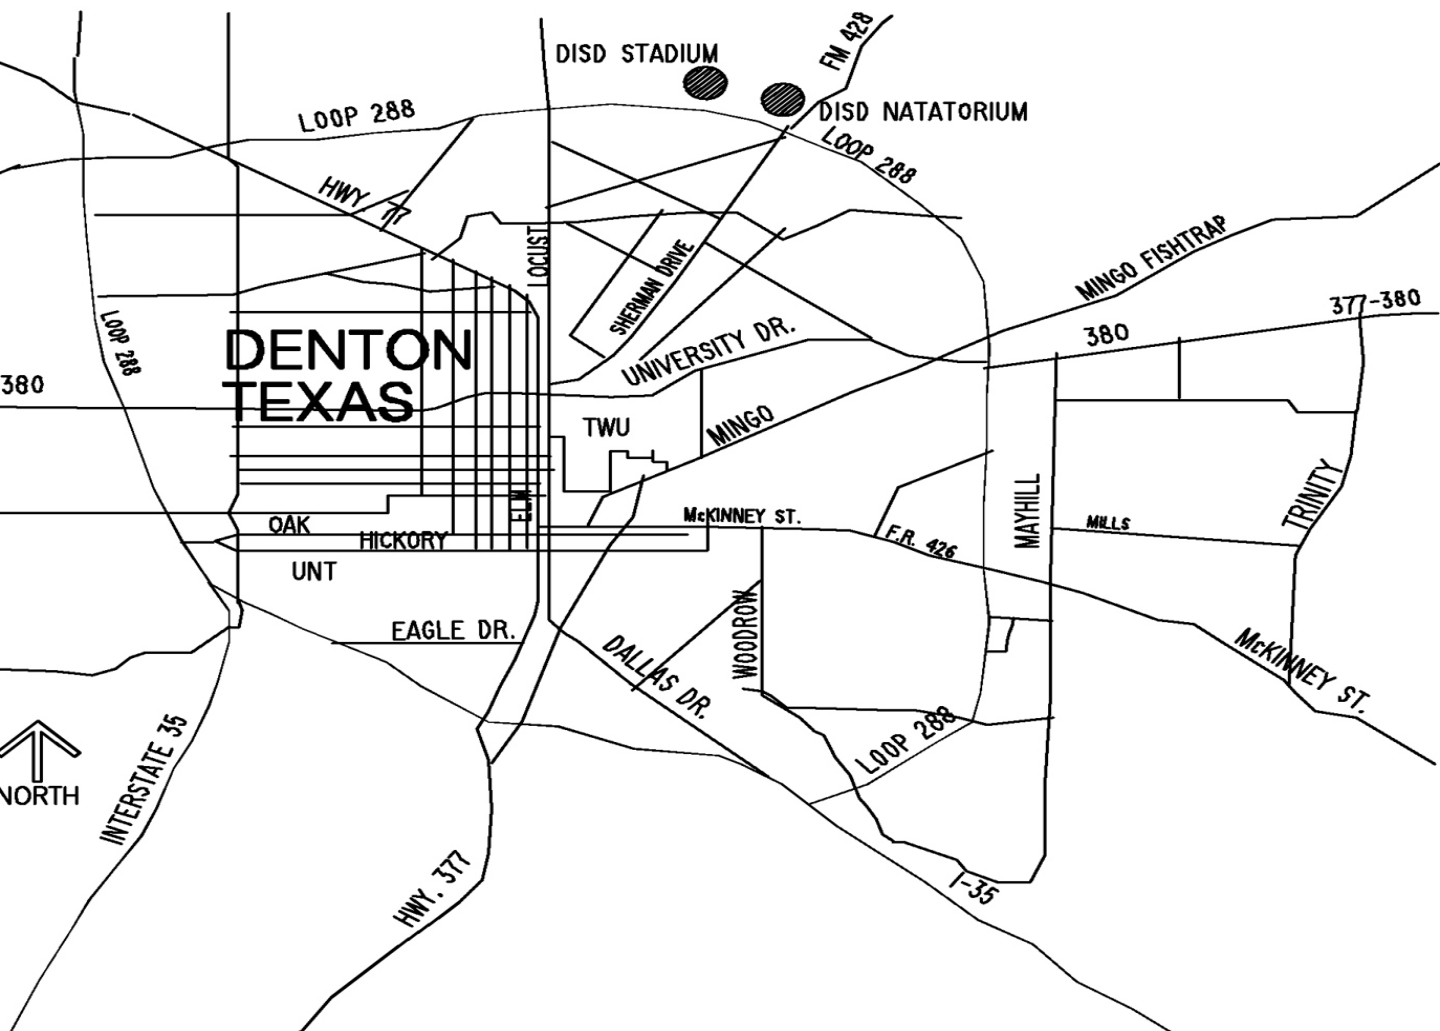 DISD STADIUM
FM 428
DISD NATATORIUM
LOOP 288
LOOP 288
HWY. 77
LOCUST
SHERMAN DRIVE
MINGO FISHTRAP
377-380
380
LOOP 288
DENTON
TEXAS
UNIVERSITY DR.
380
TWU
MINGO
ELM
MAYHILL
TRINITY
OAK
HICKORY
McKINNEY ST.
MILLS
F.R. 426
UNT
EAGLE DR.
WOODROW
DALLAS DR.
McKINNEY ST.
LOOP 288
INTERSTATE 35
NORTH
HWY. 377
I-35